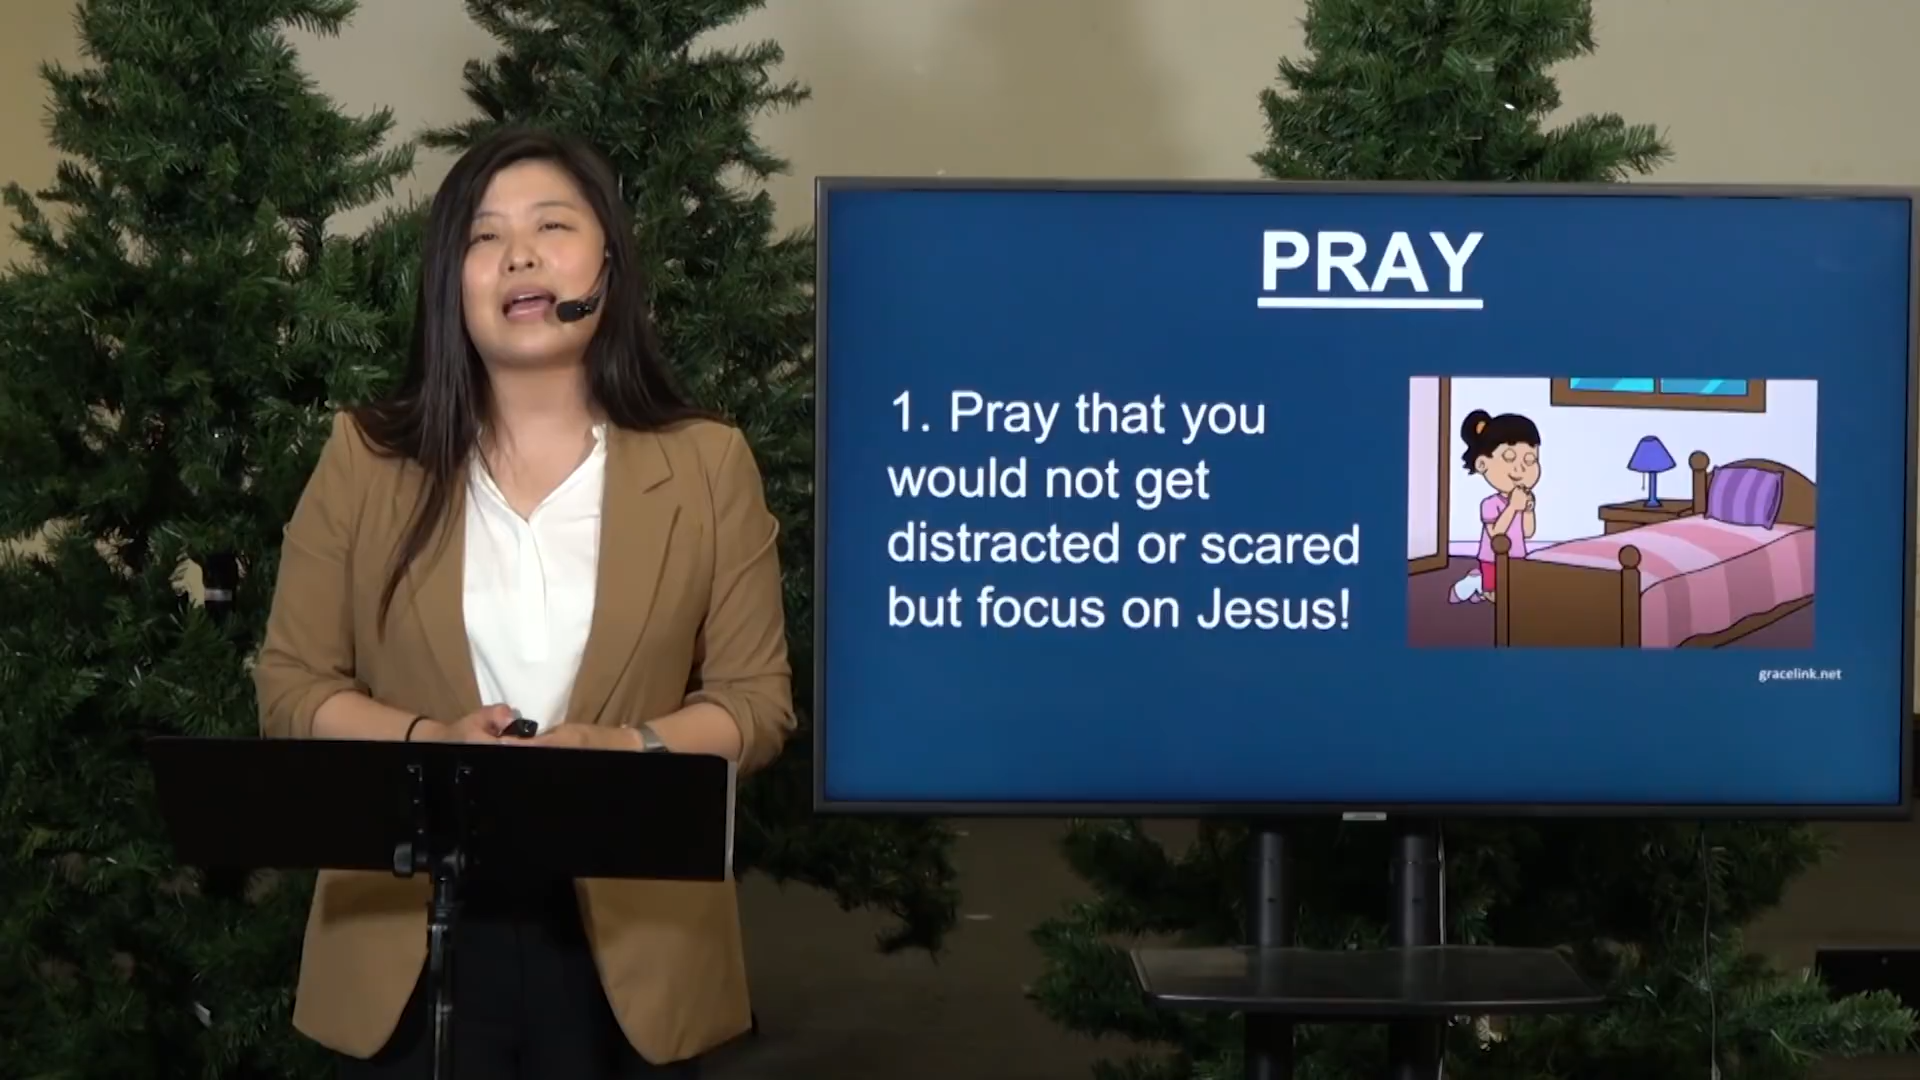 PRAY
1. Pray that you
would not get
distracted or scared
but focus on Jesus!
gracelink.net